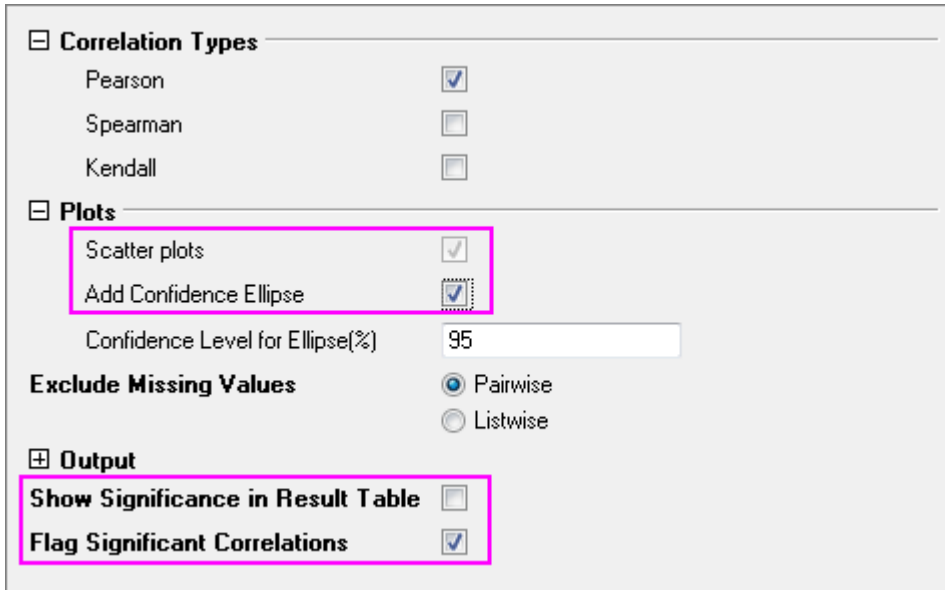 Correlation Types
Pearson
Spearman
Kendall
Plots
Scatter plots
Add Confidence Ellipse
Confidence Level for Ellipse(%) 95
Exclude Missing Values Pairwise
Listwise
Output
Show Significance in Result Table
Flag Significant Correlations